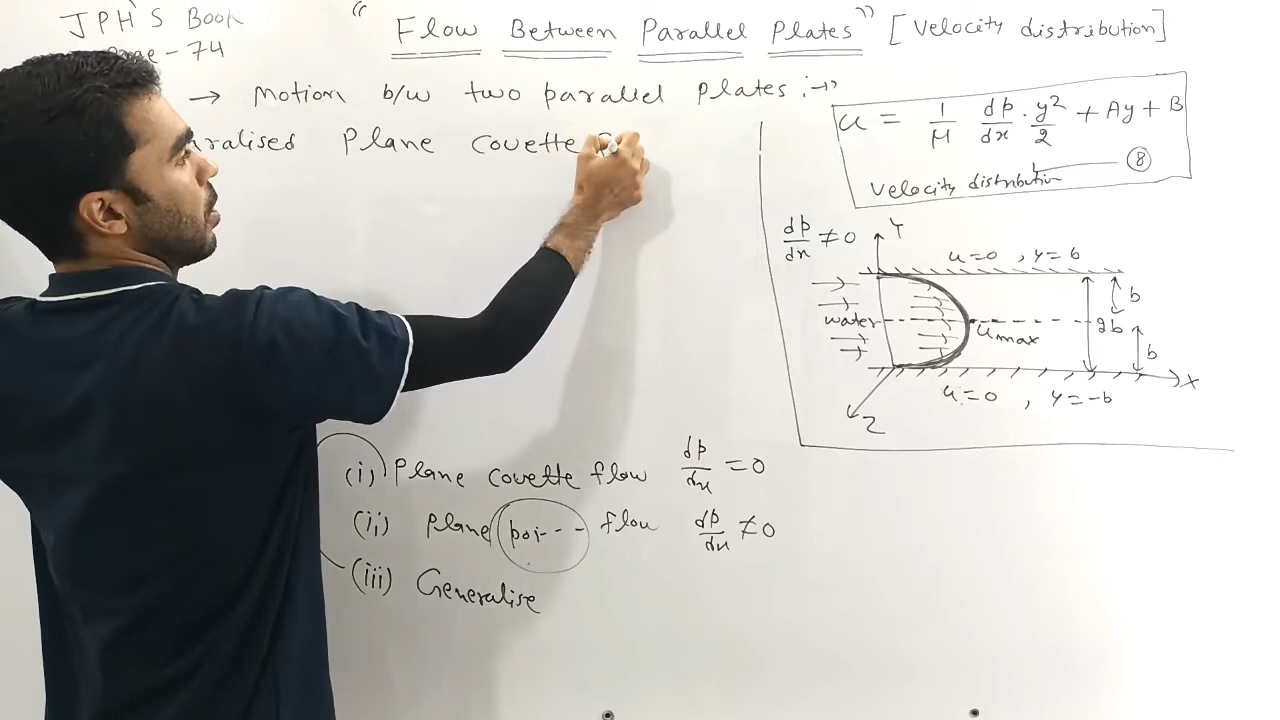 JPH'S Book
Page - 74
" Flow Between Parallel Plates " [ Velocity distribution ]
→ Motion b/w two parallel plates :→
aralised Plane Couette F
u = 1/μ dp/dx . y²/2 + Ay + B
⑧
Velocity distribution
dp/dx ≠ 0
Y
u=0 , y=b
b
water
umax
2b
b
X
u=0 , y=-b
Z
(i) Plane Couette flow dp/dx = 0
(ii) Plane poi--- flow dp/dx ≠ 0
(iii) Generalise